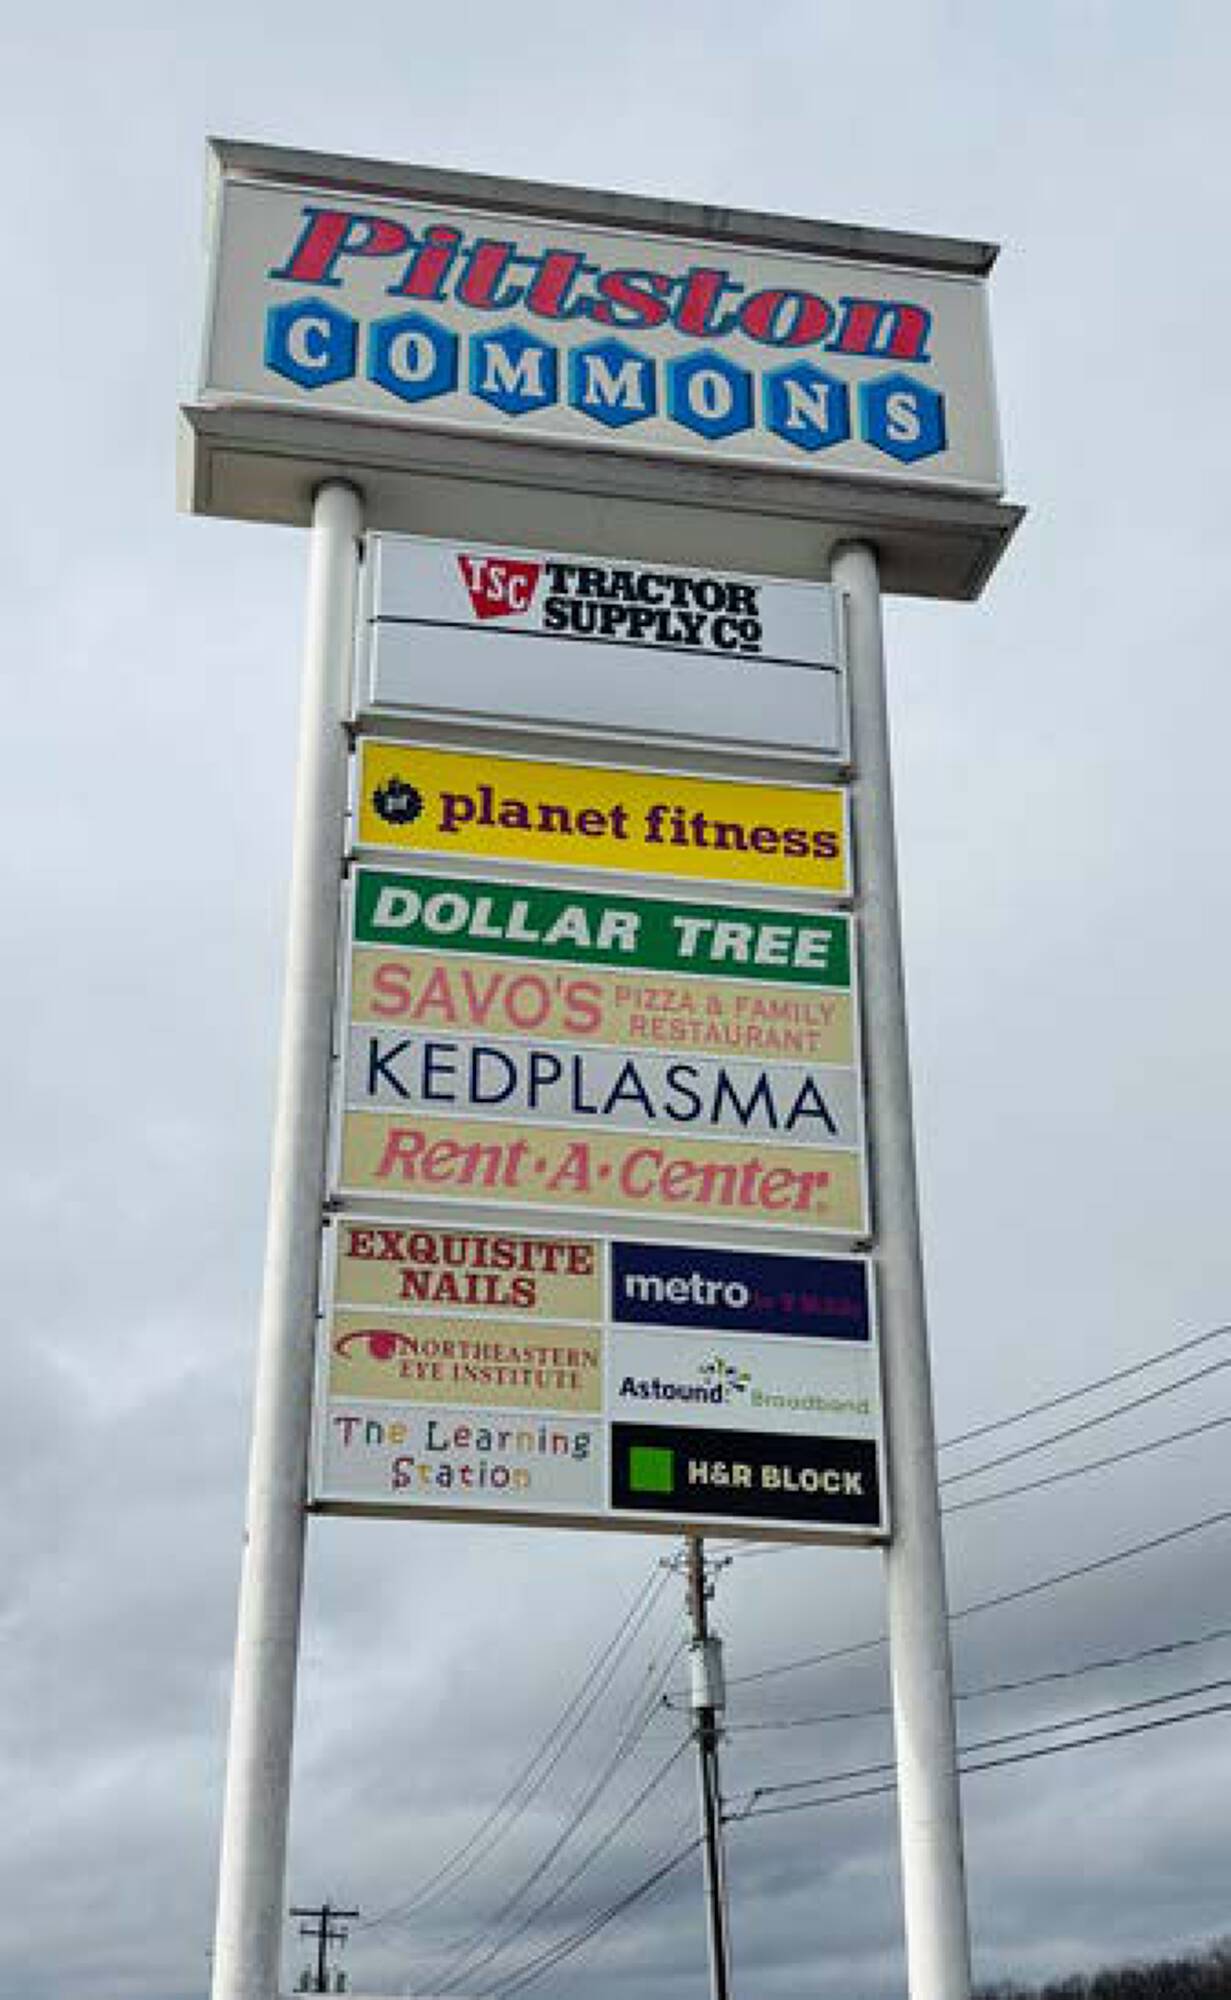 Pittston
COMMONS
TSC TRACTOR
SUPPLY CO
pf planet fitness
DOLLAR TREE
SAVO'S PIZZA & FAMILY
RESTAURANT
KEDPLASMA
Rent·A·Center
EXQUISITE
NAILS
metro
NORTHEASTERN
EYE INSTITUTE
Astound Broadband
The Learning
Station
H&R BLOCK